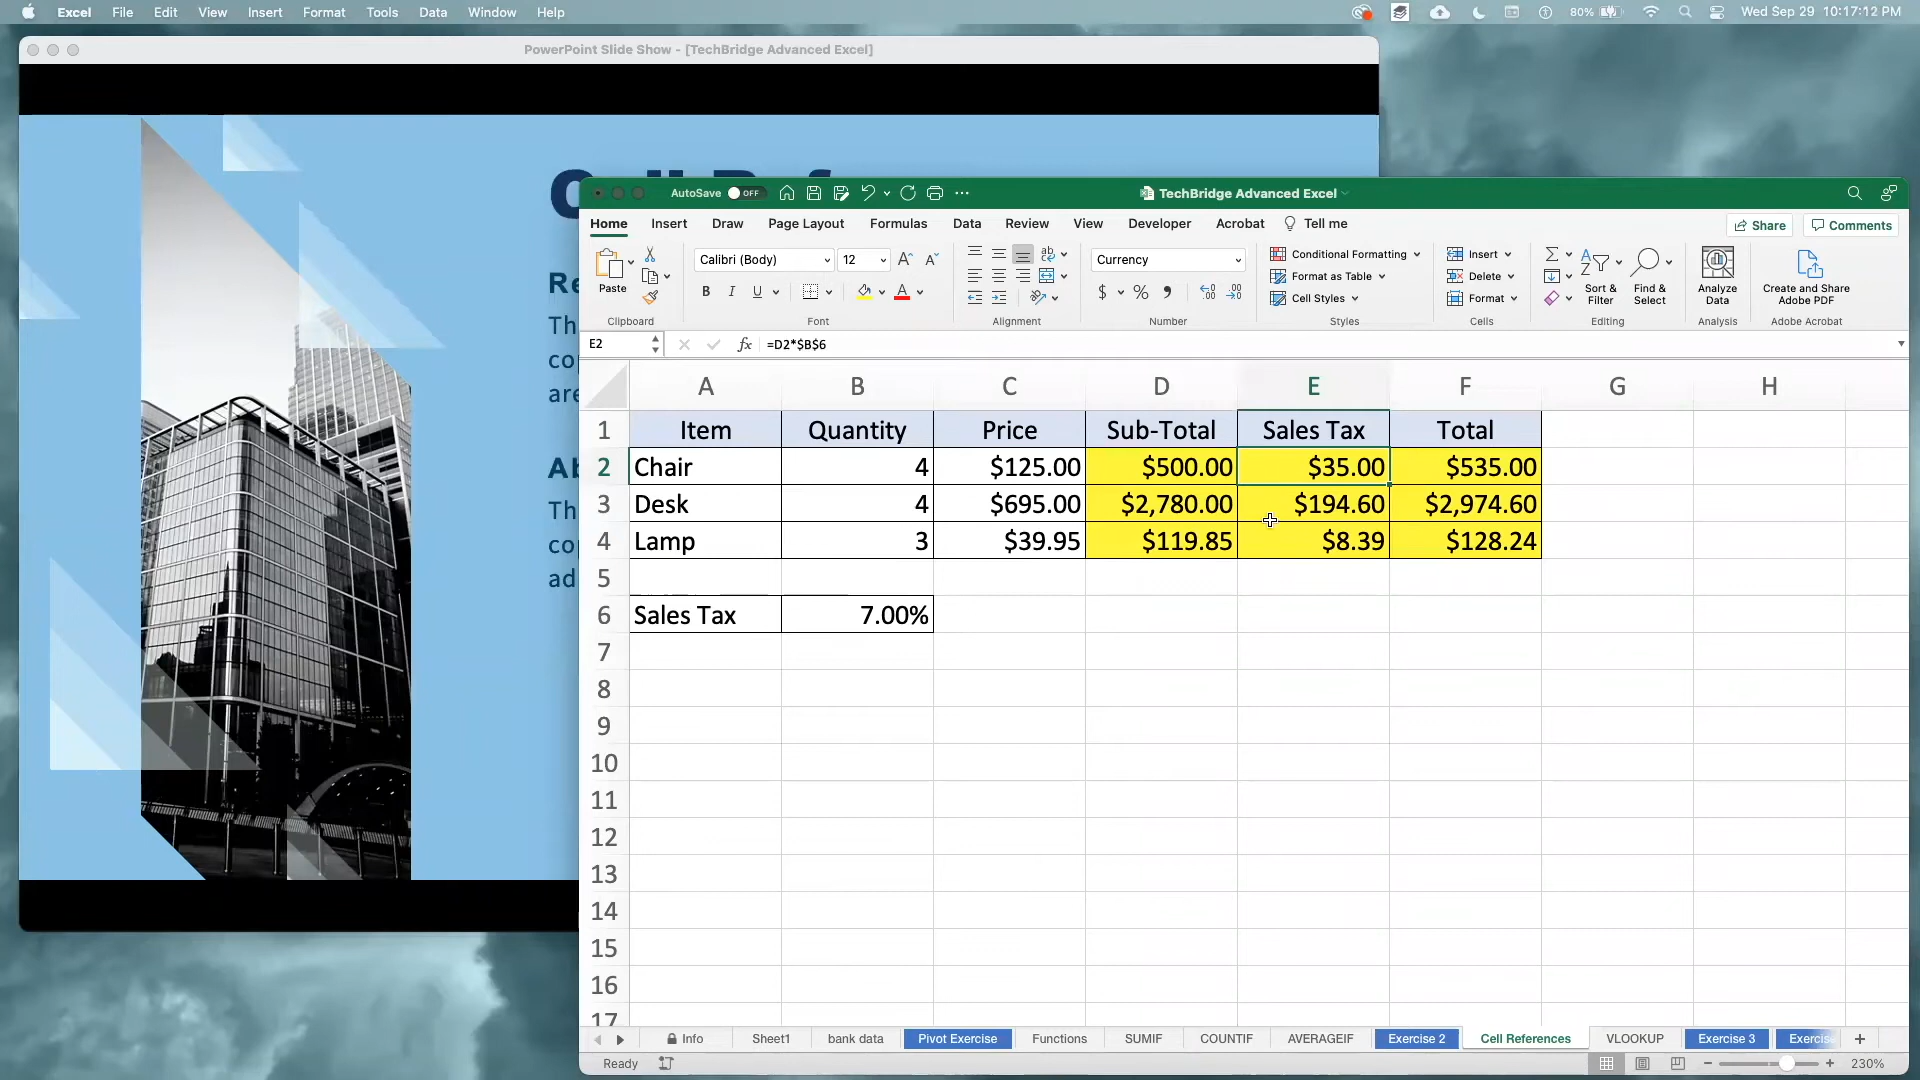 Excel File Edit View Insert Format Tools Data Window Help 80% Wed Sep 29 10:17:12 PM
PowerPoint Slide Show - [TechBridge Advanced Excel]
AutoSave OFF TechBridge Advanced Excel
Home Insert Draw Page Layout Formulas Data Review View Developer Acrobat Tell me Share Comments
Paste Calibri (Body) 12 Currency Conditional Formatting Format as Table Cell Styles Insert Delete Format Sort & Filter Find & Select Analyze Data Create and Share Adobe PDF
Clipboard Font Alignment Number Styles Cells Editing Analysis Adobe Acrobat
E2 fx =D2*$B$6
A B C D E F G H
1 Item Quantity Price Sub-Total Sales Tax Total
2 Chair 4 $125.00 $500.00 $35.00 $535.00
3 Desk 4 $695.00 $2,780.00 $194.60 $2,974.60
4 Lamp 3 $39.95 $119.85 $8.39 $128.24
5
6 Sales Tax 7.00%
7
8
9
10
11
12
13
14
15
16
17
Info Sheet1 bank data Pivot Exercise Functions SUMIF COUNTIF AVERAGEIF Exercise 2 Cell References VLOOKUP Exercise 3
Ready 230%